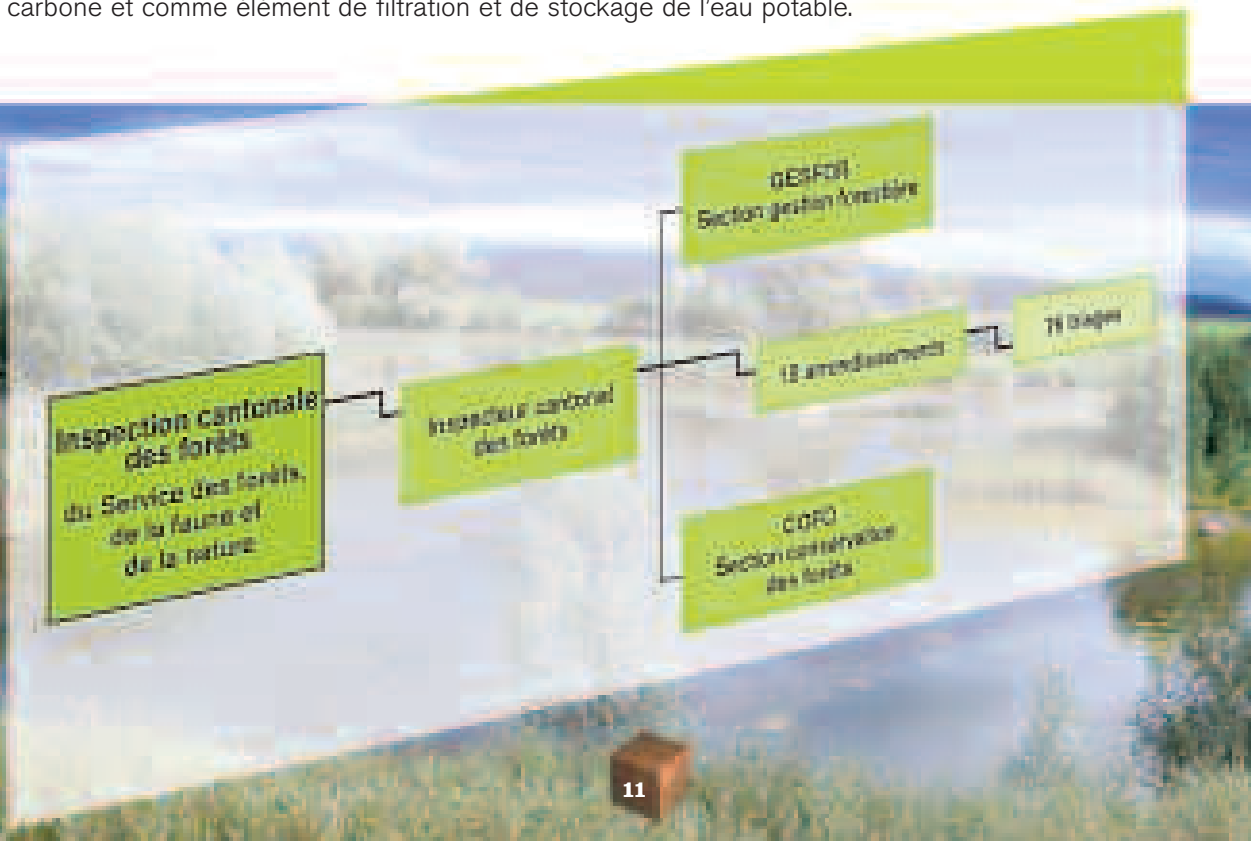 carbone et comme élément de filtration et de stockage de l'eau potable.
Inspection cantonale
des forêts
du Service des forêts,
de la faune et
de la nature
Inspecteur cantonal
des forêts
GESFOR
Section gestion forestière
12 arrondissements
triages
COFO
Section conservation
des forêts
11